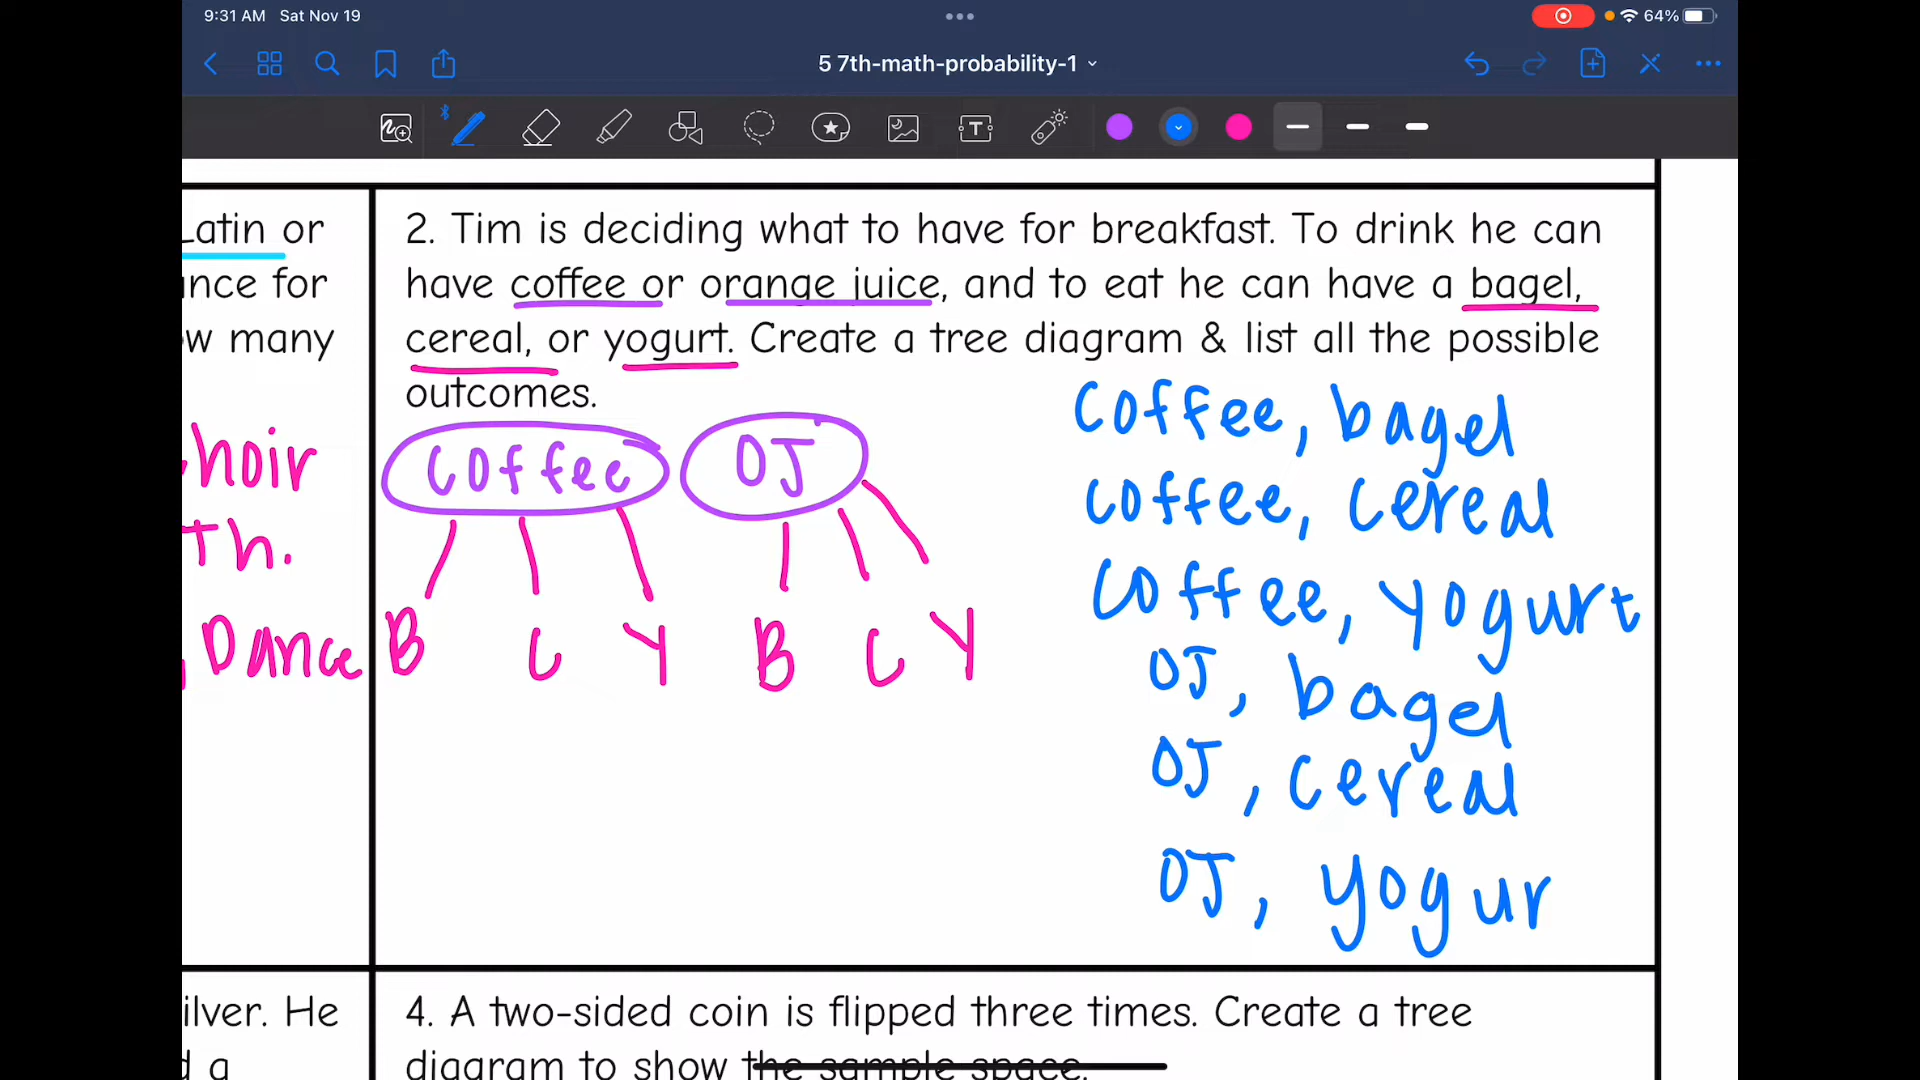 9:31 AM Sat Nov 19
64%
5 7th-math-probability-1
Latin or
ance for
ow many
hoir
Th.
, Dance
2. Tim is deciding what to have for breakfast. To drink he can
have coffee or orange juice, and to eat he can have a bagel,
cereal, or yogurt. Create a tree diagram & list all the possible
outcomes.
coffee OJ
B C Y B C Y
Coffee, bagel
Coffee, Cereal
Coffee, Yogurt
OJ, bagel
OJ, Cereal
OJ, yogur
ilver. He
d a
4. A two-sided coin is flipped three times. Create a tree
diagram to show the sample space.